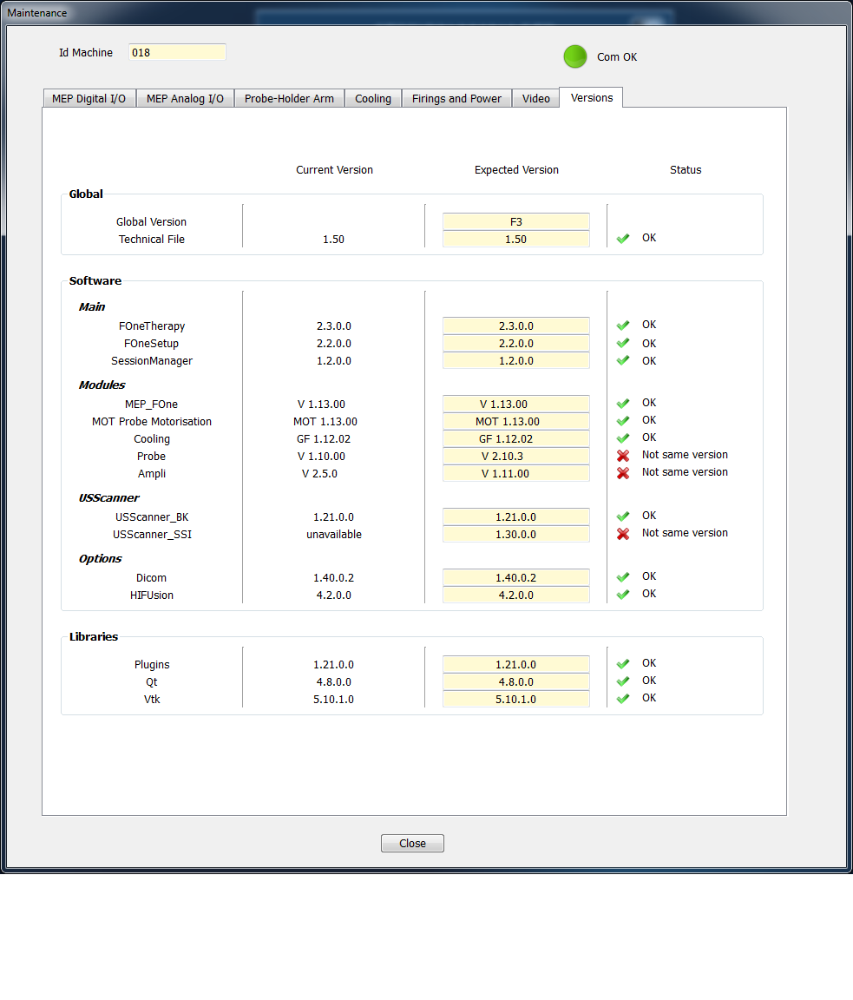 Maintenance
Id Machine 018 Com OK
MEP Digital I/O MEP Analog I/O Probe-Holder Arm Cooling Firings and Power Video Versions
Current Version Expected Version Status
Global
Global Version F3
Technical File 1.50 1.50 OK
Software
Main
FOneTherapy 2.3.0.0 2.3.0.0 OK
FOneSetup 2.2.0.0 2.2.0.0 OK
SessionManager 1.2.0.0 1.2.0.0 OK
Modules
MEP_FOne V 1.13.00 V 1.13.00 OK
MOT Probe Motorisation MOT 1.13.00 MOT 1.13.00 OK
Cooling GF 1.12.02 GF 1.12.02 OK
Probe V 1.10.00 V 2.10.3 Not same version
Ampli V 2.5.0 V 1.11.00 Not same version
USScanner
USScanner_BK 1.21.0.0 1.21.0.0 OK
USScanner_SSI unavailable 1.30.0.0 Not same version
Options
Dicom 1.40.0.2 1.40.0.2 OK
HIFUsion 4.2.0.0 4.2.0.0 OK
Libraries
Plugins 1.21.0.0 1.21.0.0 OK
Qt 4.8.0.0 4.8.0.0 OK
Vtk 5.10.1.0 5.10.1.0 OK
Close